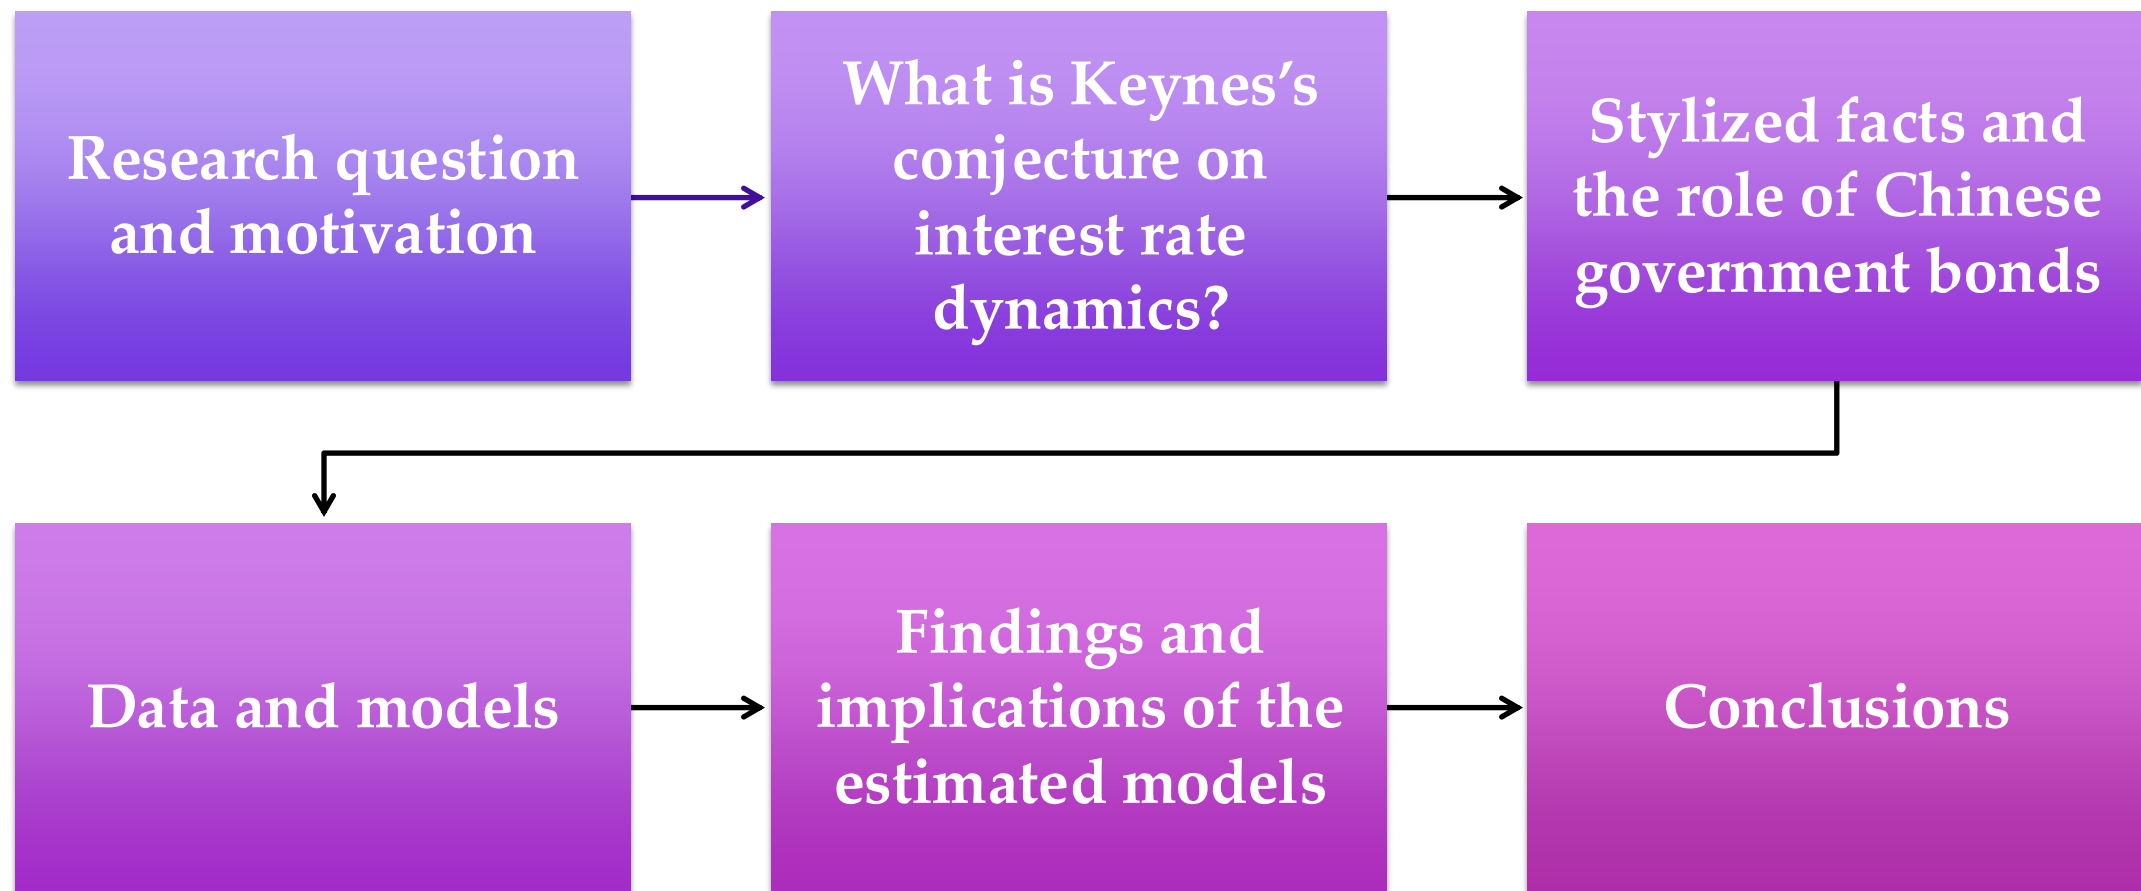 Research question
and motivation
What is Keynes’s
conjecture on
interest rate
dynamics?
Stylized facts and
the role of Chinese
government bonds
Data and models
Findings and
implications of the
estimated models
Conclusions